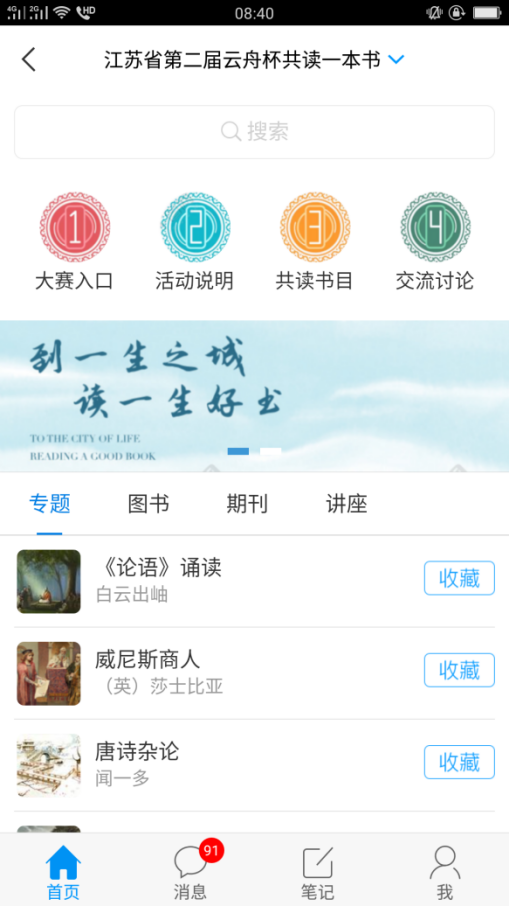 4G 2G HD 08:40
江苏省第二届云舟杯共读一本书
搜索
1 2 3 4
大赛入口 活动说明 共读书目 交流讨论
到一生之城
读一生好书
TO THE CITY OF LIFE
READING A GOOD BOOK
专题 图书 期刊 讲座
《论语》诵读
白云出岫
收藏
威尼斯商人
（英）莎士比亚
收藏
唐诗杂论
闻一多
收藏
91
首页 消息 笔记 我